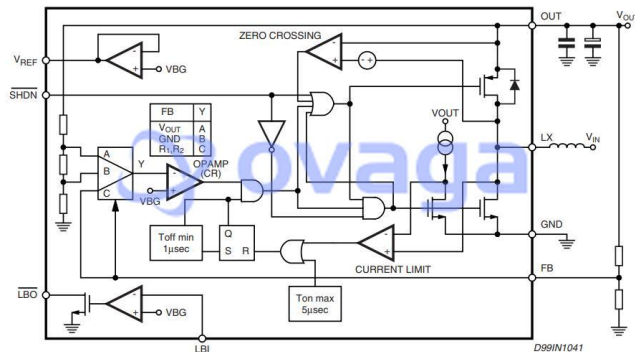 OUT
VOUT
ZERO CROSSING
VREF
VBG
SHDN
FB Y
VOUT A
GND B
R1,R2 C
VOUT
LX
VIN
ovaga
A
B
C
Y
OPAMP
(CR)
VBG
Toff min
1µsec
Q
S R
GND
CURRENT LIMIT
FB
Ton max
5µsec
LBO
VBG
LBI
D99IN1041